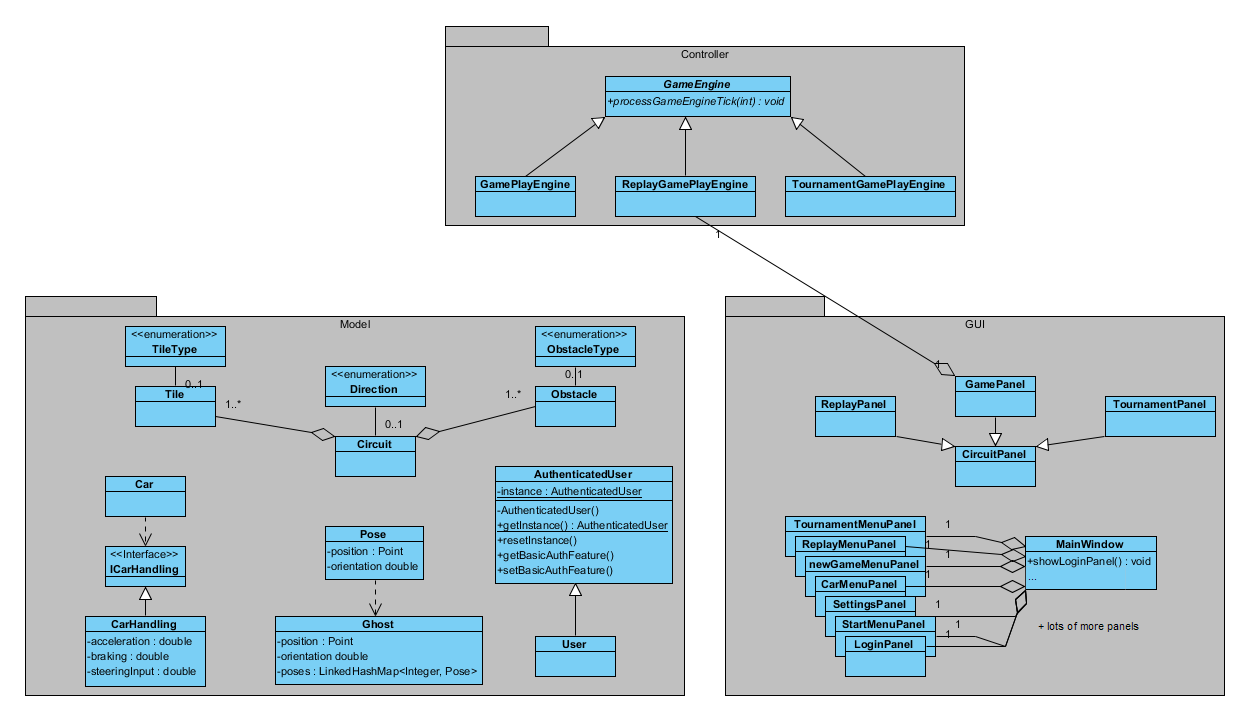 Controller
GameEngine
+processGameEngineTick(int) : void
GamePlayEngine
ReplayGamePlayEngine
TournamentGamePlayEngine
1
Model
<<enumeration>>
TileType
0..1
Tile
1..*
<<enumeration>>
Direction
0..1
Circuit
<<enumeration>>
ObstacleType
0..1
Obstacle
1..*
Car
<<Interface>>
ICarHandling
CarHandling
-acceleration : double
-braking : double
-steeringInput : double
Pose
-position : Point
-orientation double
Ghost
-position : Point
-orientation double
-poses : LinkedHashMap<Integer, Pose>
AuthenticatedUser
-instance : AuthenticatedUser
-AuthenticatedUser()
+getInstance() : AuthenticatedUser
+resetInstance()
+getBasicAuthFeature()
+setBasicAuthFeature()
User
GUI
1
GamePanel
ReplayPanel
TournamentPanel
CircuitPanel
TournamentMenuPanel
1
ReplayMenuPanel
1
newGameMenuPanel
1
CarMenuPanel
1
SettingsPanel
1
StartMenuPanel
1
LoginPanel
1
MainWindow
+showLoginPanel() : void
...
+ lots of more panels